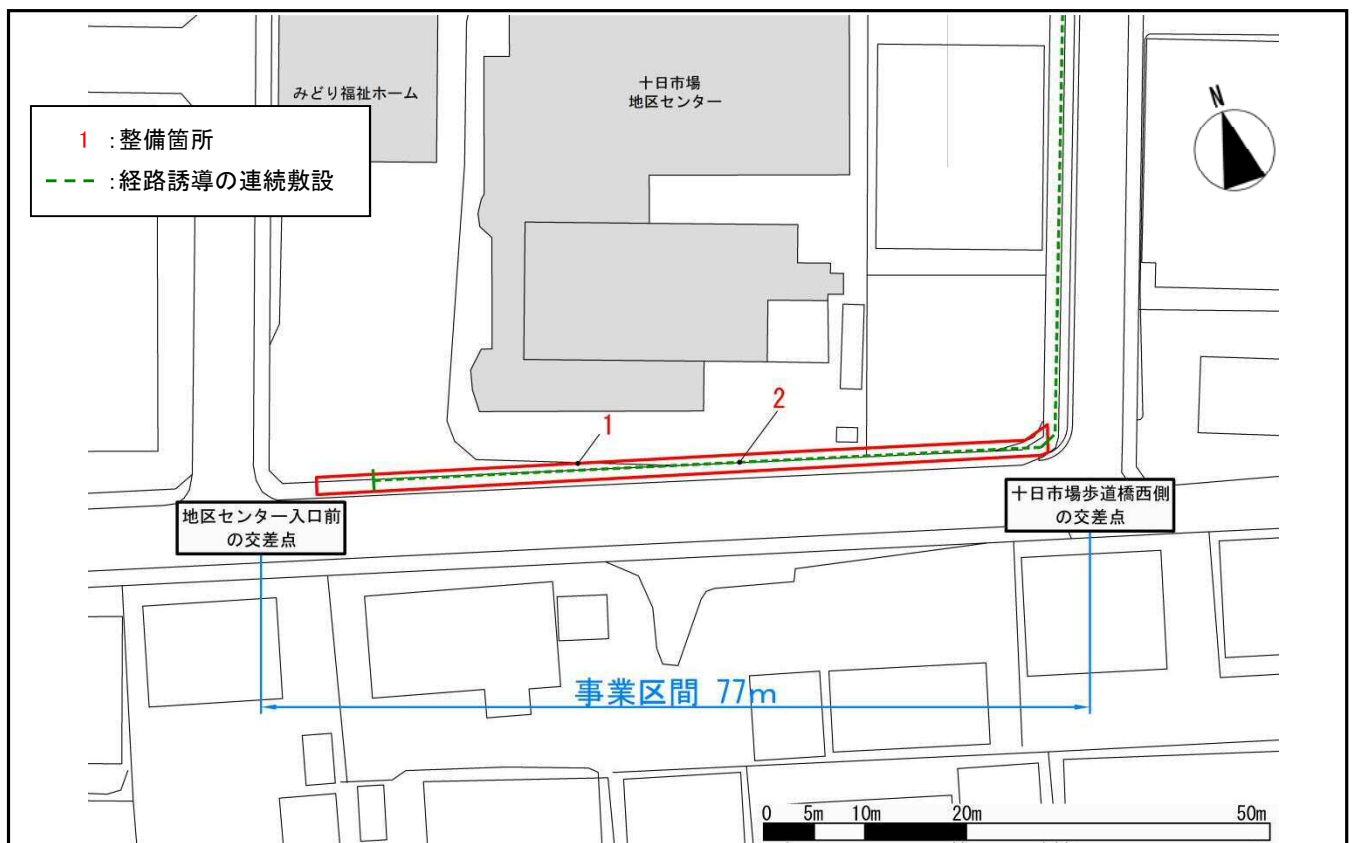 みどり福祉ホーム
十日市場
地区センター
N
1 :整備箇所
--- :経路誘導の連続敷設
1
2
地区センター入口前
の交差点
十日市場歩道橋西側
の交差点
事業区間 77m
0 5m 10m 20m 50m